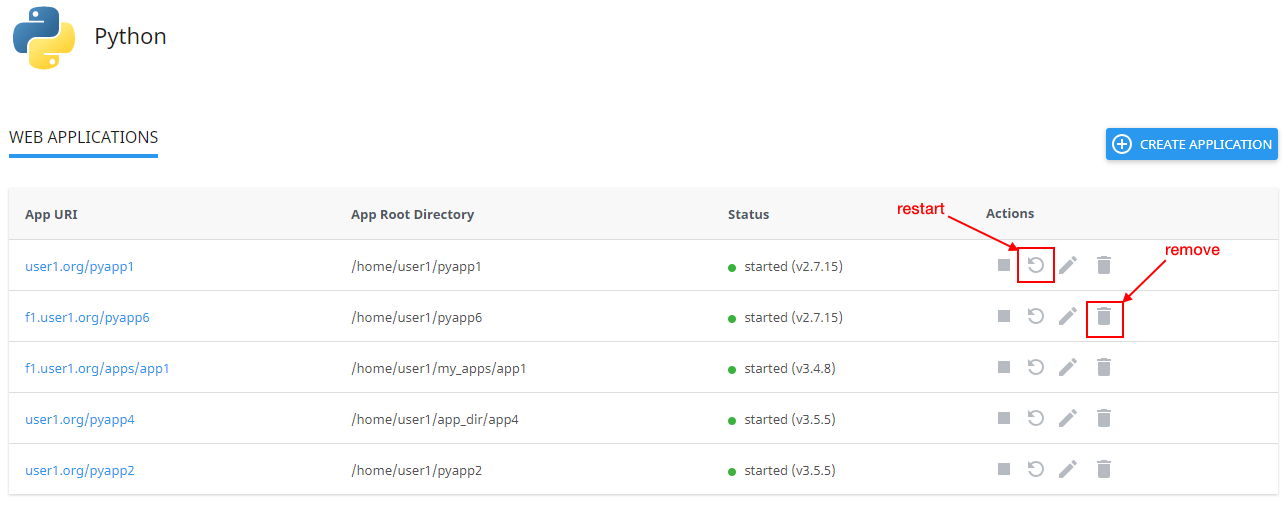 Python
WEB APPLICATIONS
CREATE APPLICATION
App URI App Root Directory Status restart Actions
remove
user1.org/pyapp1 /home/user1/pyapp1 started (v2.7.15)
f1.user1.org/pyapp6 /home/user1/pyapp6 started (v2.7.15)
f1.user1.org/apps/app1 /home/user1/my_apps/app1 started (v3.4.8)
user1.org/pyapp4 /home/user1/app_dir/app4 started (v3.5.5)
user1.org/pyapp2 /home/user1/pyapp2 started (v3.5.5)